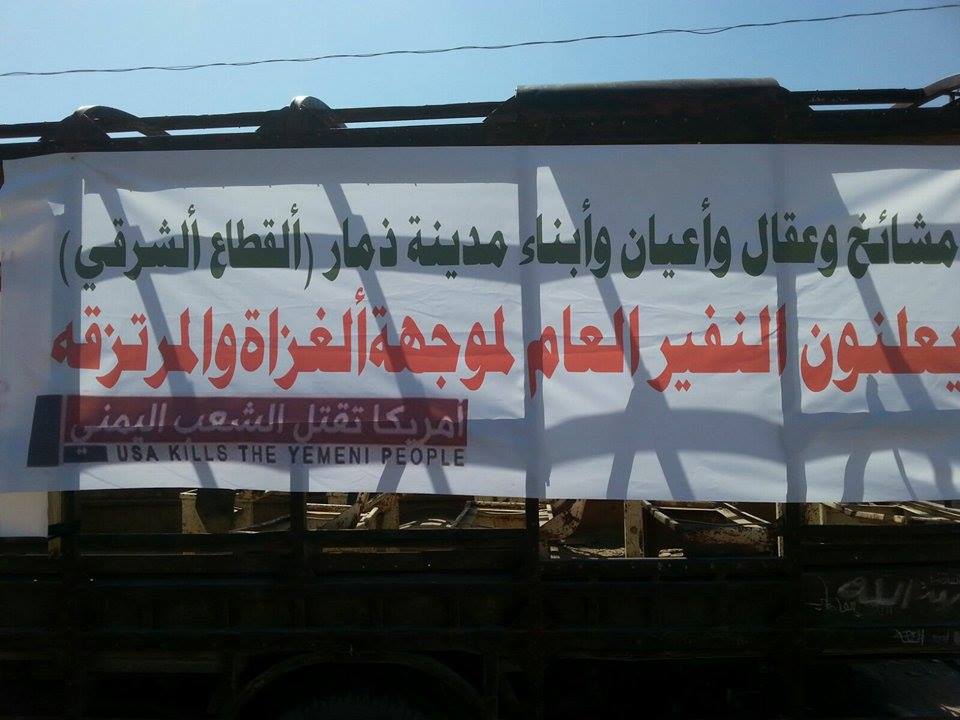 مشائخ وعقال وأعيان وأبناء مدينة ذمار (ألقطاع ألشرقي)
يعلنون النفير العام لموجهة ألغزاة والمرتزقه
امريكا تقتل الشعب اليمني
USA KILLS THE YEMENI PEOPLE
الله